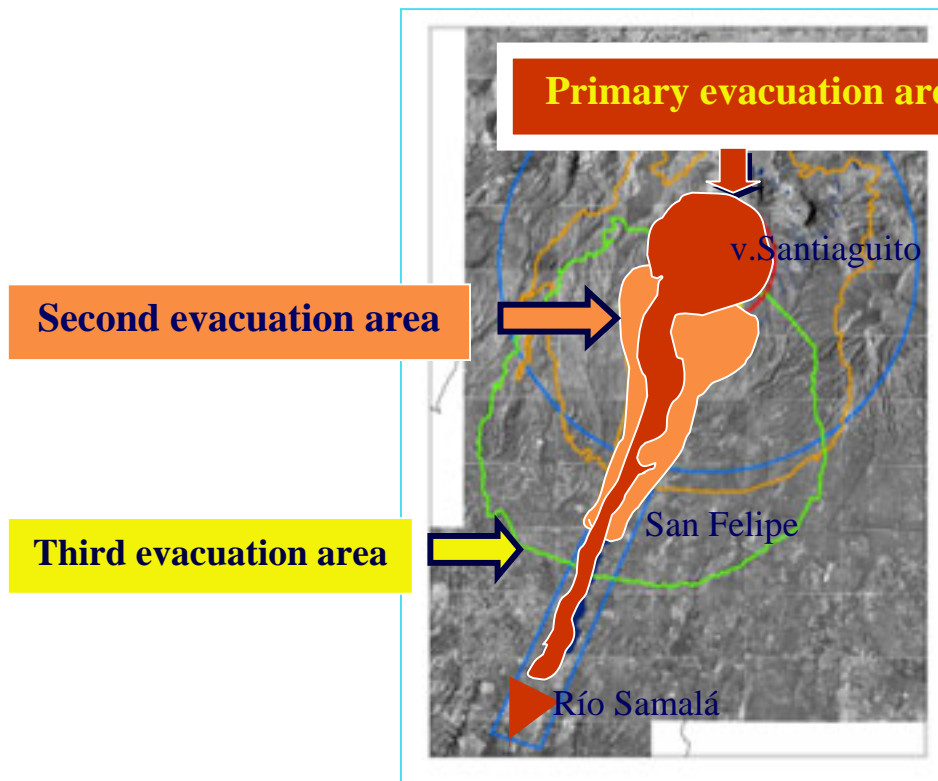 Primary evacuation are
v.Santiaguito
Second evacuation area
San Felipe
Third evacuation area
Río Samalá